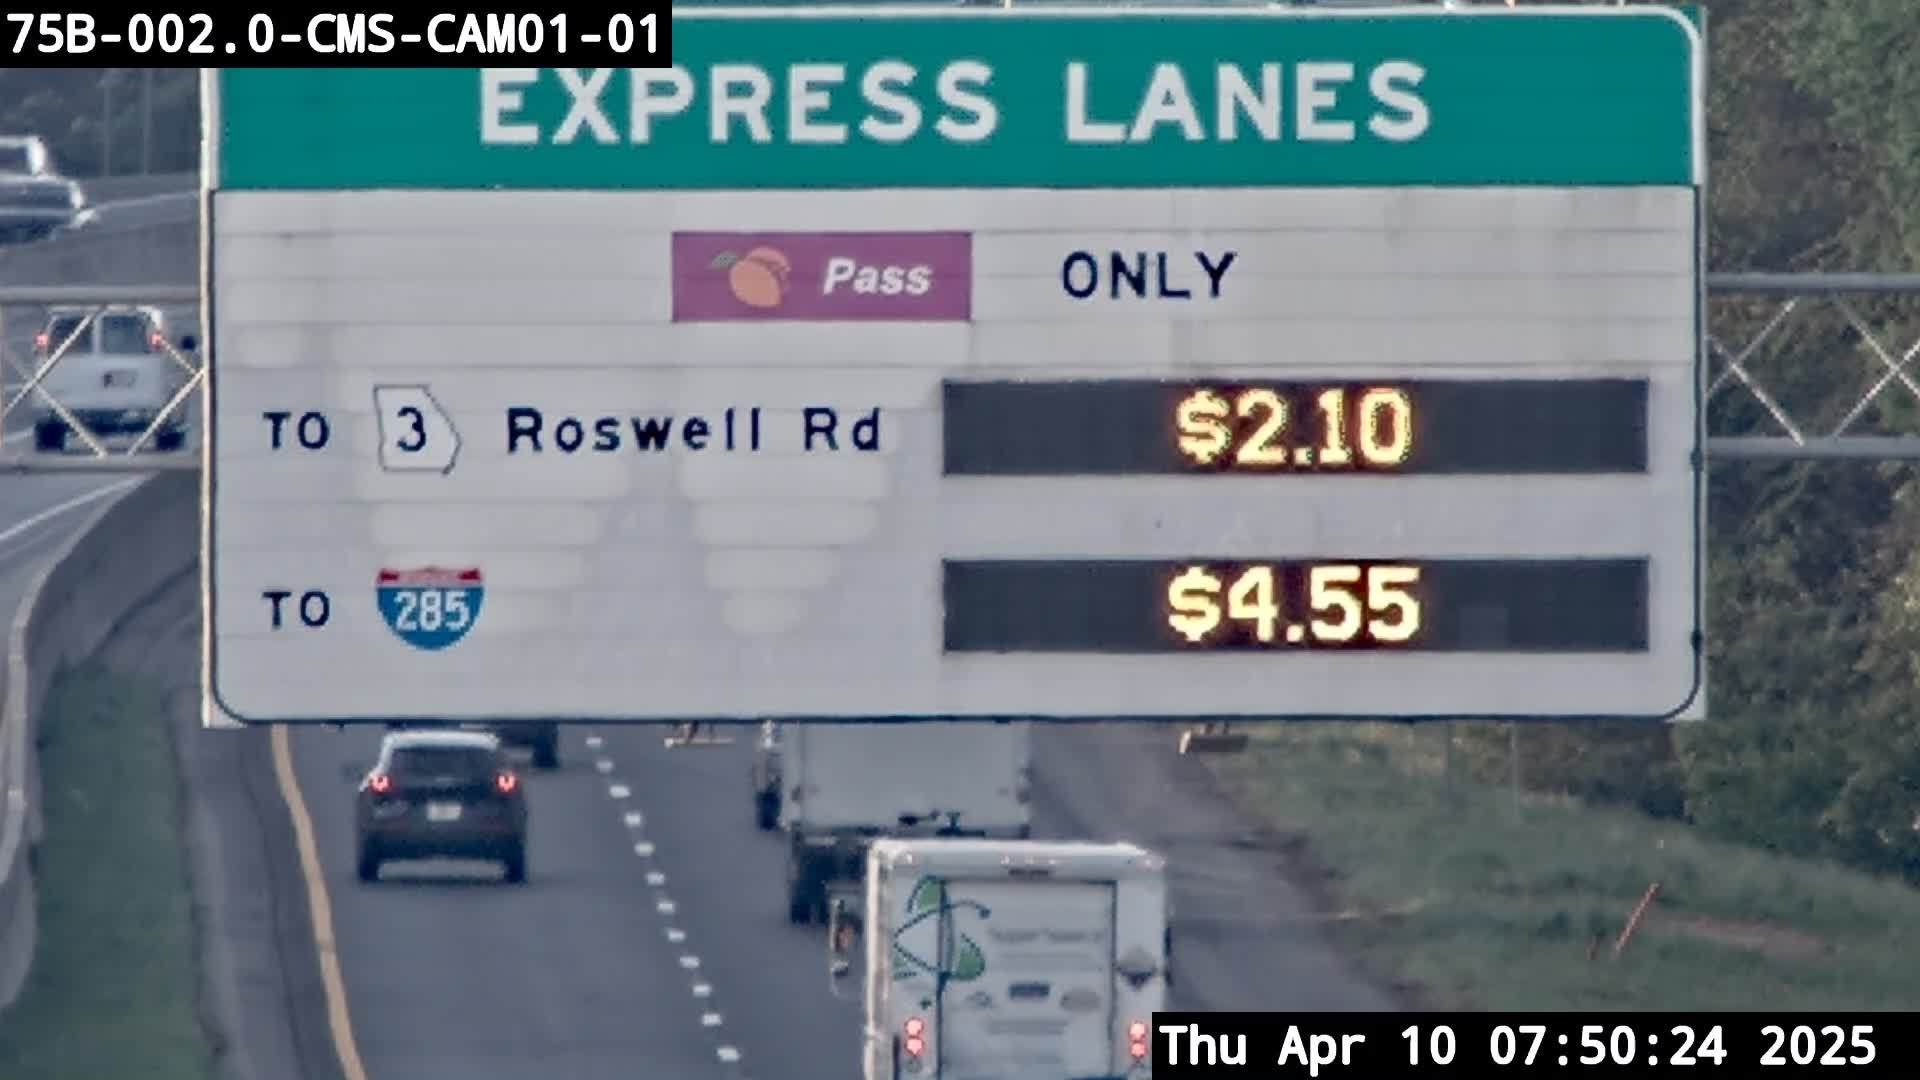 75B-002.0-CMS-CAM01-01
EXPRESS LANES
Pass ONLY
TO 3 Roswell Rd $2.10
TO 285 $4.55
Thu Apr 10 07:50:24 2025